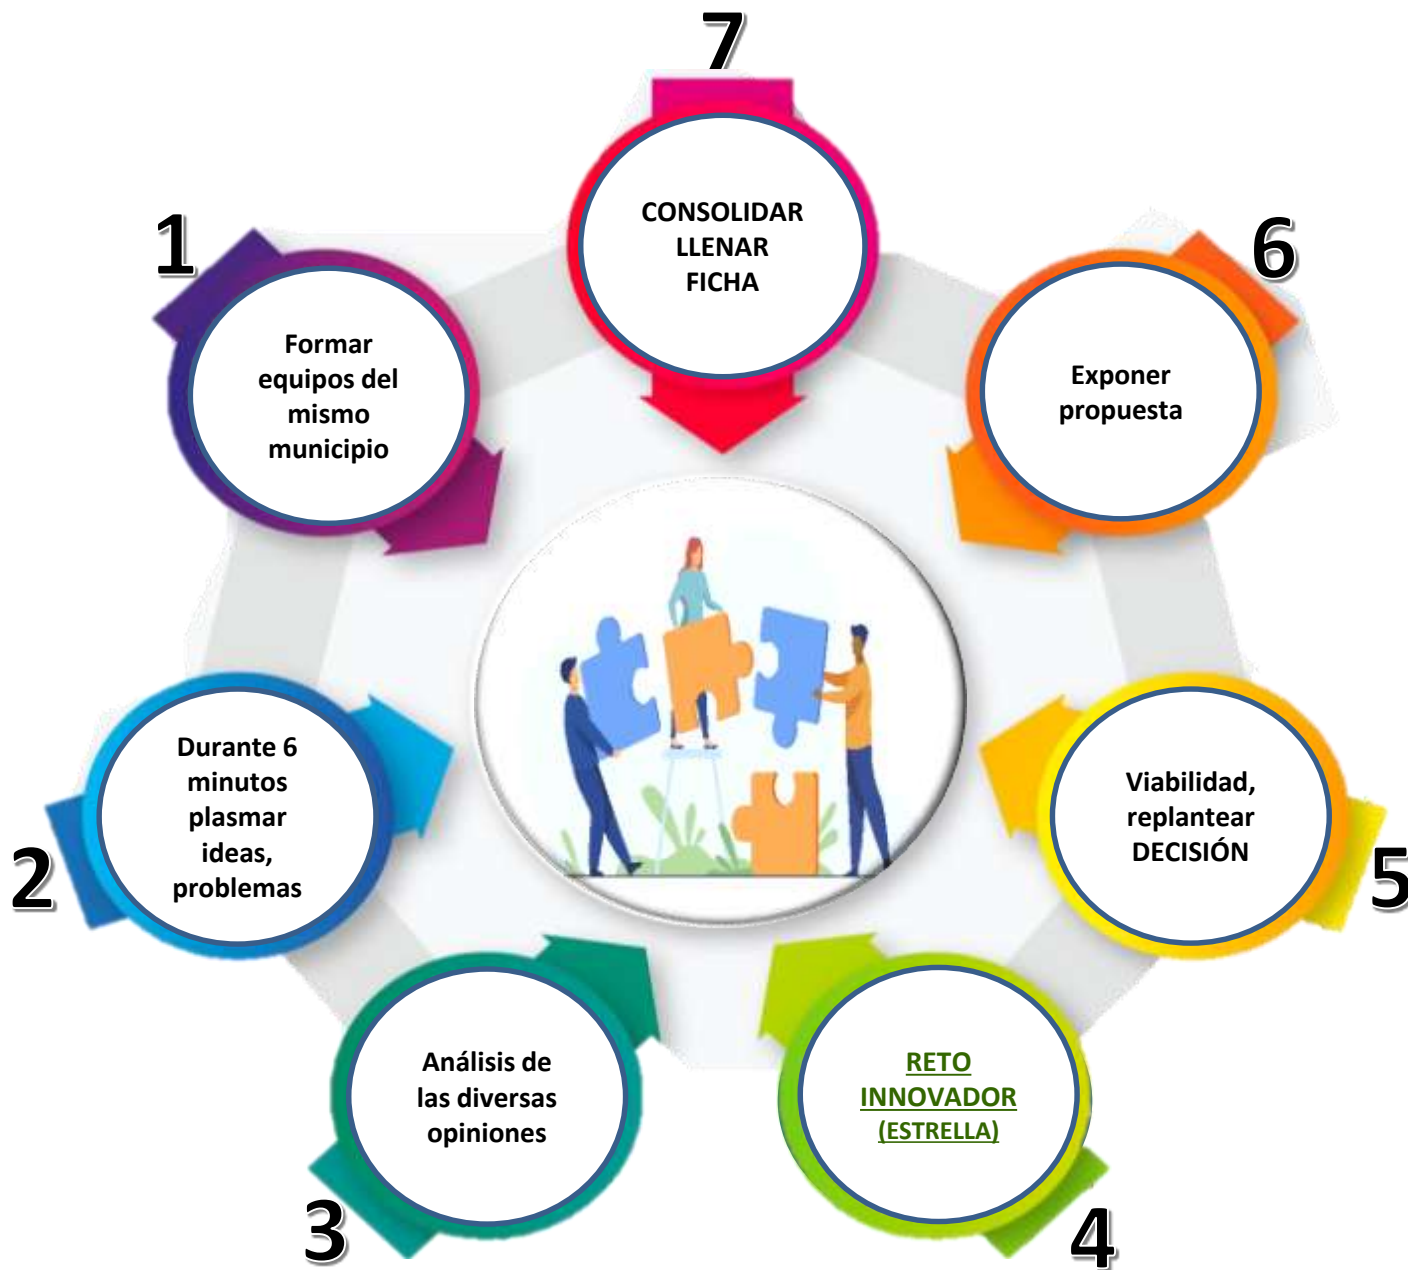 1
Formar
equipos del
mismo
municipio
2
Durante 6
minutos
plasmar
ideas,
problemas
3
Análisis de
las diversas
opiniones
4
RETO
INNOVADOR
(ESTRELLA)
5
Viabilidad,
replantear
DECISIÓN
6
Exponer
propuesta
7
CONSOLIDAR
LLENAR
FICHA